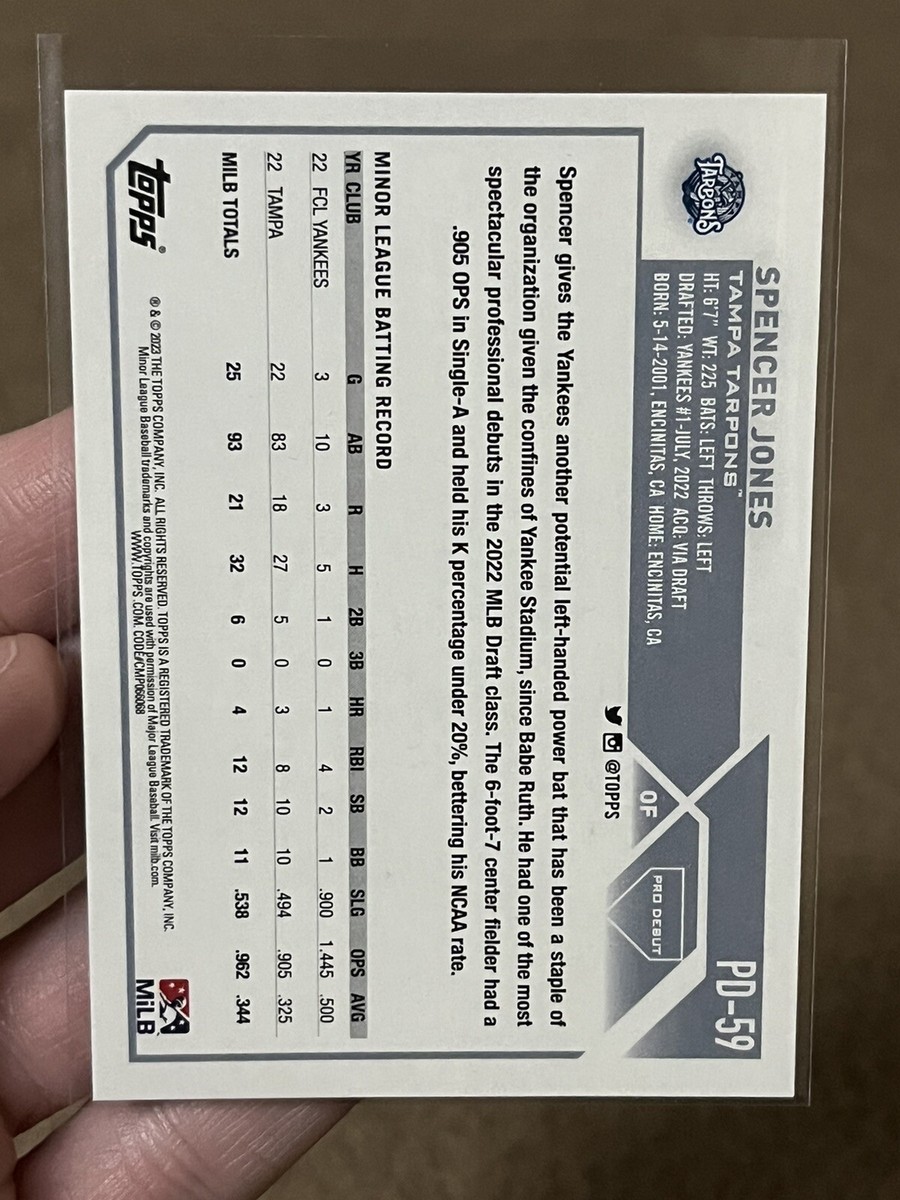 TARPONS
SPENCER JONES
TAMPA TARPONS™
HT: 6'7" WT: 225 BATS: LEFT THROWS: LEFT
DRAFTED: YANKEES #1-JULY, 2022 ACQ: VIA DRAFT
BORN: 5-14-2001, ENCINITAS, CA HOME: ENCINITAS, CA
PD-59
PRO DEBUT
OF
@TOPPS
Spencer gives the Yankees another potential left-handed power bat that has been a staple of
the organization given the confines of Yankee Stadium, since Babe Ruth. He had one of the most
spectacular professional debuts in the 2022 MLB Draft class. The 6-foot-7 center fielder had a
.905 OPS in Single-A and held his K percentage under 20%, bettering his NCAA rate.
MINOR LEAGUE BATTING RECORD
YR CLUB G AB R H 2B 3B HR RBI SB BB SLG OPS AVG
22 FCL YANKEES 3 10 3 5 1 0 1 4 2 1 .900 1.445 .500
22 TAMPA 22 83 18 27 5 0 3 8 10 10 .494 .905 .325
MILB TOTALS 25 93 21 32 6 0 4 12 12 11 .538 .962 .344
topps®
® & © 2023 THE TOPPS COMPANY, INC. ALL RIGHTS RESERVED. TOPPS IS A REGISTERED TRADEMARK OF THE TOPPS COMPANY, INC.
Minor League Baseball trademarks and copyrights are used with permission of Major League Baseball. Visit milb.com.
WWW.TOPPS.COM. CODE#CMP066068
MiLB